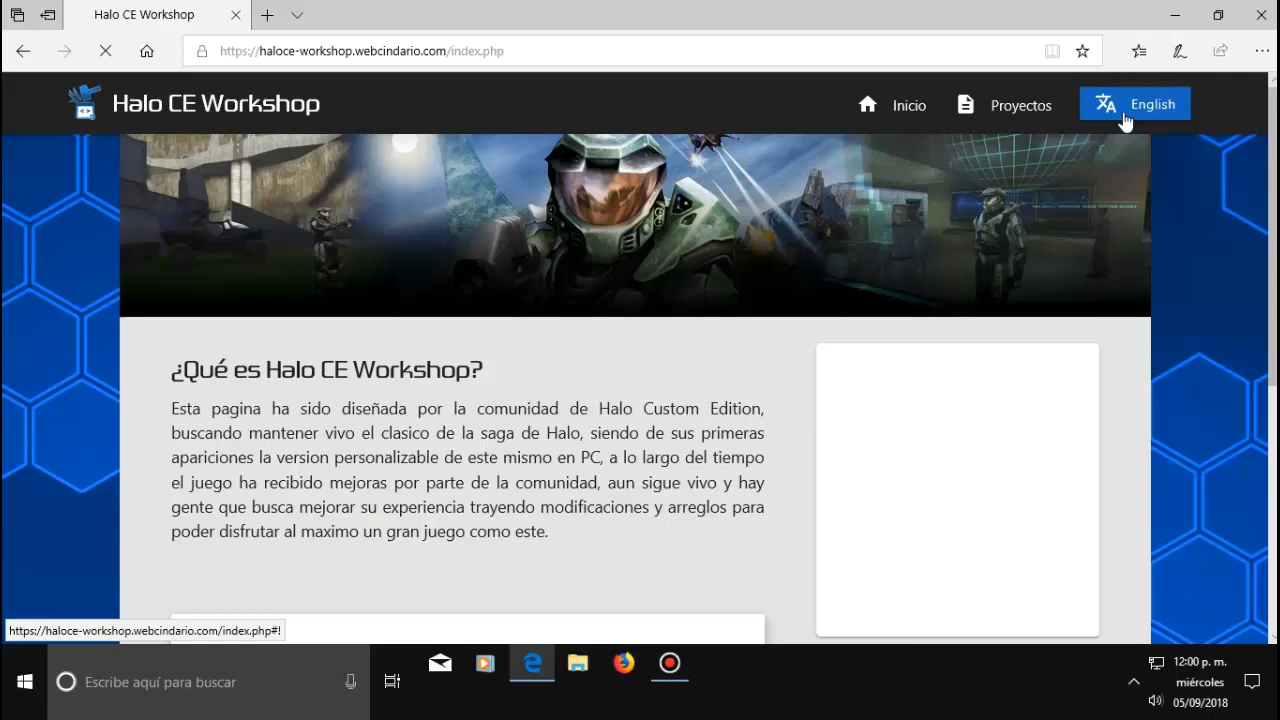 Halo CE Workshop
https://haloce-workshop.webcindario.com/index.php
Halo CE Workshop
Inicio
Proyectos
English
¿Qué es Halo CE Workshop?
Esta pagina ha sido diseñada por la comunidad de Halo Custom Edition,
buscando mantener vivo el clasico de la saga de Halo, siendo de sus primeras
apariciones la version personalizable de este mismo en PC, a lo largo del tiempo
el juego ha recibido mejoras por parte de la comunidad, aun sigue vivo y hay
gente que busca mejorar su experiencia trayendo modificaciones y arreglos para
poder disfrutar al maximo un gran juego como este.
https://haloce-workshop.webcindario.com/index.php#!
Escribe aquí para buscar
12:00 p. m.
miércoles
05/09/2018